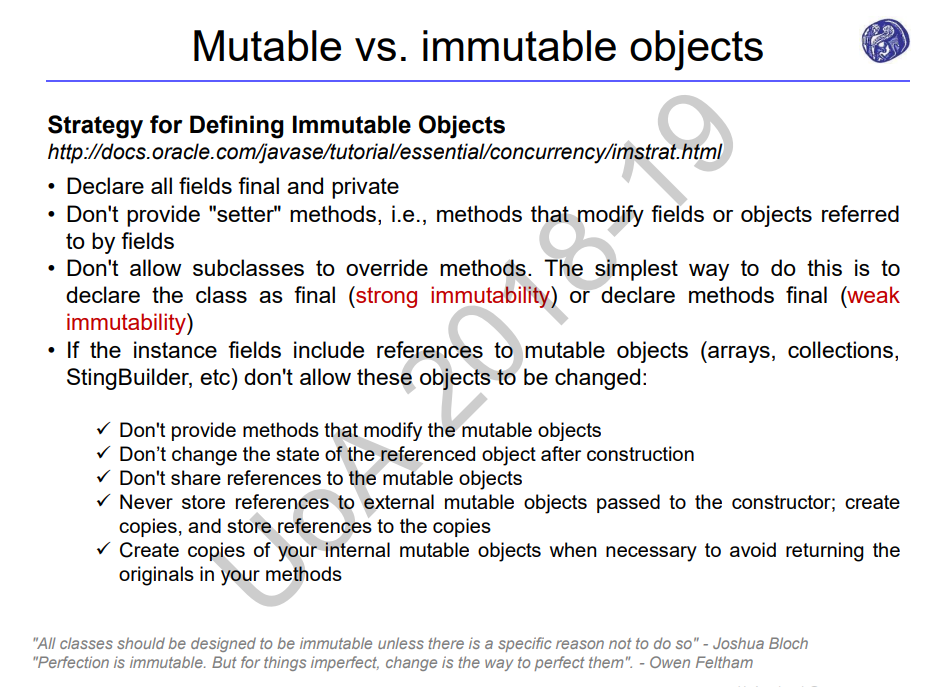 Mutable vs. immutable objects
Strategy for Defining Immutable Objects
http://docs.oracle.com/javase/tutorial/essential/concurrency/imstrat.html
• Declare all fields final and private
• Don't provide "setter" methods, i.e., methods that modify fields or objects referred
to by fields
• Don't allow subclasses to override methods. The simplest way to do this is to
declare the class as final (strong immutability) or declare methods final (weak
immutability)
• If the instance fields include references to mutable objects (arrays, collections,
StingBuilder, etc) don't allow these objects to be changed:
✓ Don't provide methods that modify the mutable objects
✓ Don’t change the state of the referenced object after construction
✓ Don't share references to the mutable objects
✓ Never store references to external mutable objects passed to the constructor; create
copies, and store references to the copies
✓ Create copies of your internal mutable objects when necessary to avoid returning the
originals in your methods
"All classes should be designed to be immutable unless there is a specific reason not to do so" - Joshua Bloch
"Perfection is immutable. But for things imperfect, change is the way to perfect them". - Owen Feltham
UoA 2018-19